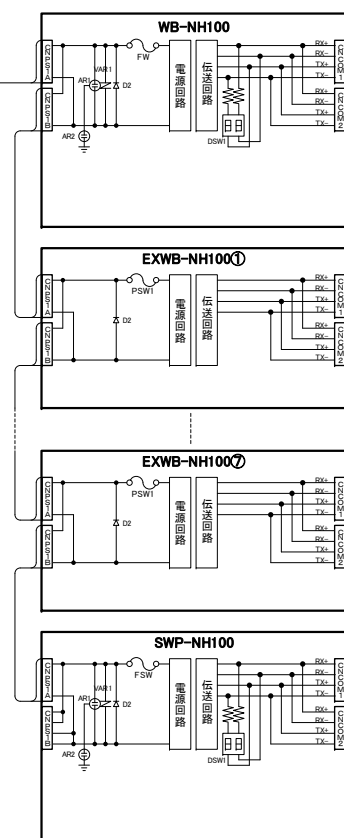 WB-NH100
CNPS1A
CNPS1B
FW
AR1
VAR1
D2
AR2
電源回路
伝送回路
DSW1
RX+
RX-
TX+
TX-
CNCOM1
RX+
RX-
TX+
TX-
CNCOM2
EXWB-NH100①
CNPS1A
CNPS1B
PSW1
D2
電源回路
伝送回路
RX+
RX-
TX+
TX-
CNCOM1
RX+
RX-
TX+
TX-
CNCOM2
EXWB-NH100⑦
CNPS1A
CNPS1B
PSW1
D2
電源回路
伝送回路
RX+
RX-
TX+
TX-
CNCOM1
RX+
RX-
TX+
TX-
CNCOM2
SWP-NH100
CNPS1A
CNPS1B
FSW
AR1
VAR1
D2
AR2
電源回路
伝送回路
DSW1
RX+
RX-
TX+
TX-
CNCOM1
RX+
RX-
TX+
TX-
CNCOM2